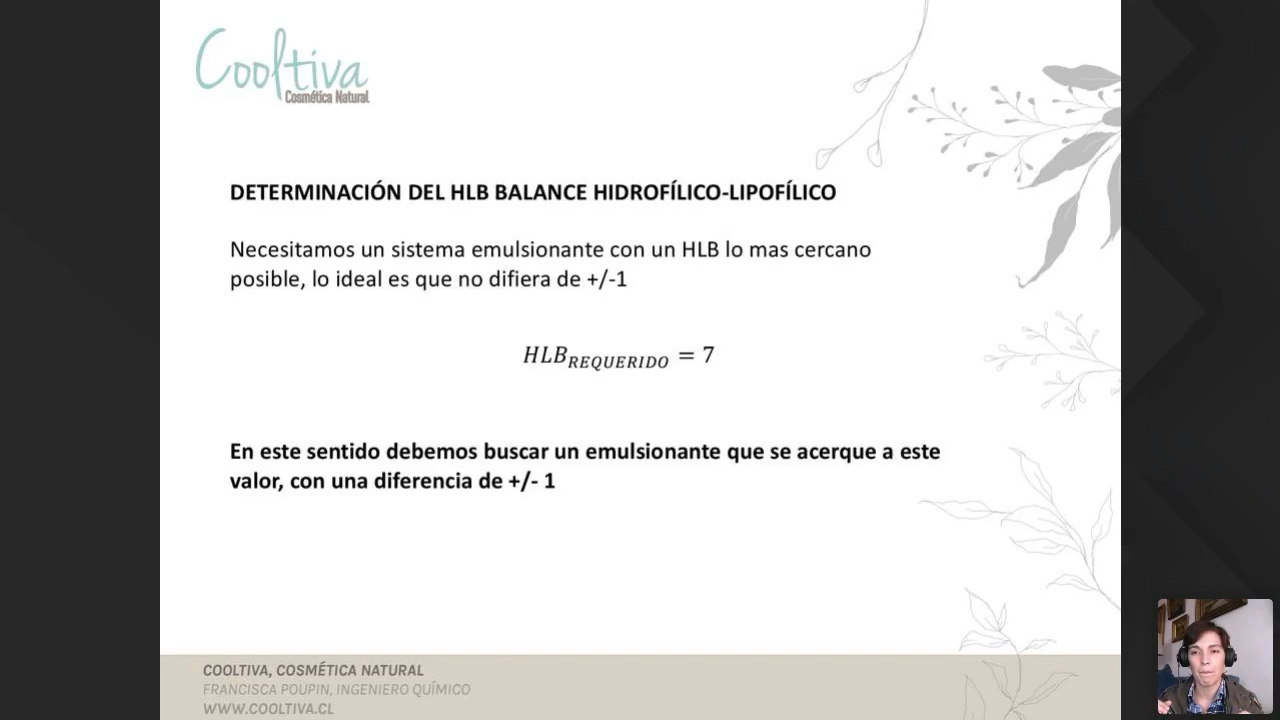 Cooltiva
Cosmética Natural
DETERMINACIÓN DEL HLB BALANCE HIDROFÍLICO-LIPOFÍLICO
Necesitamos un sistema emulsionante con un HLB lo mas cercano
posible, lo ideal es que no difiera de +/-1
HLB REQUERIDO = 7
En este sentido debemos buscar un emulsionante que se acerque a este
valor, con una diferencia de +/- 1
COOLTIVA, COSMÉTICA NATURAL
FRANCISCA POUPIN, INGENIERO QUÍMICO
WWW.COOLTIVA.CL